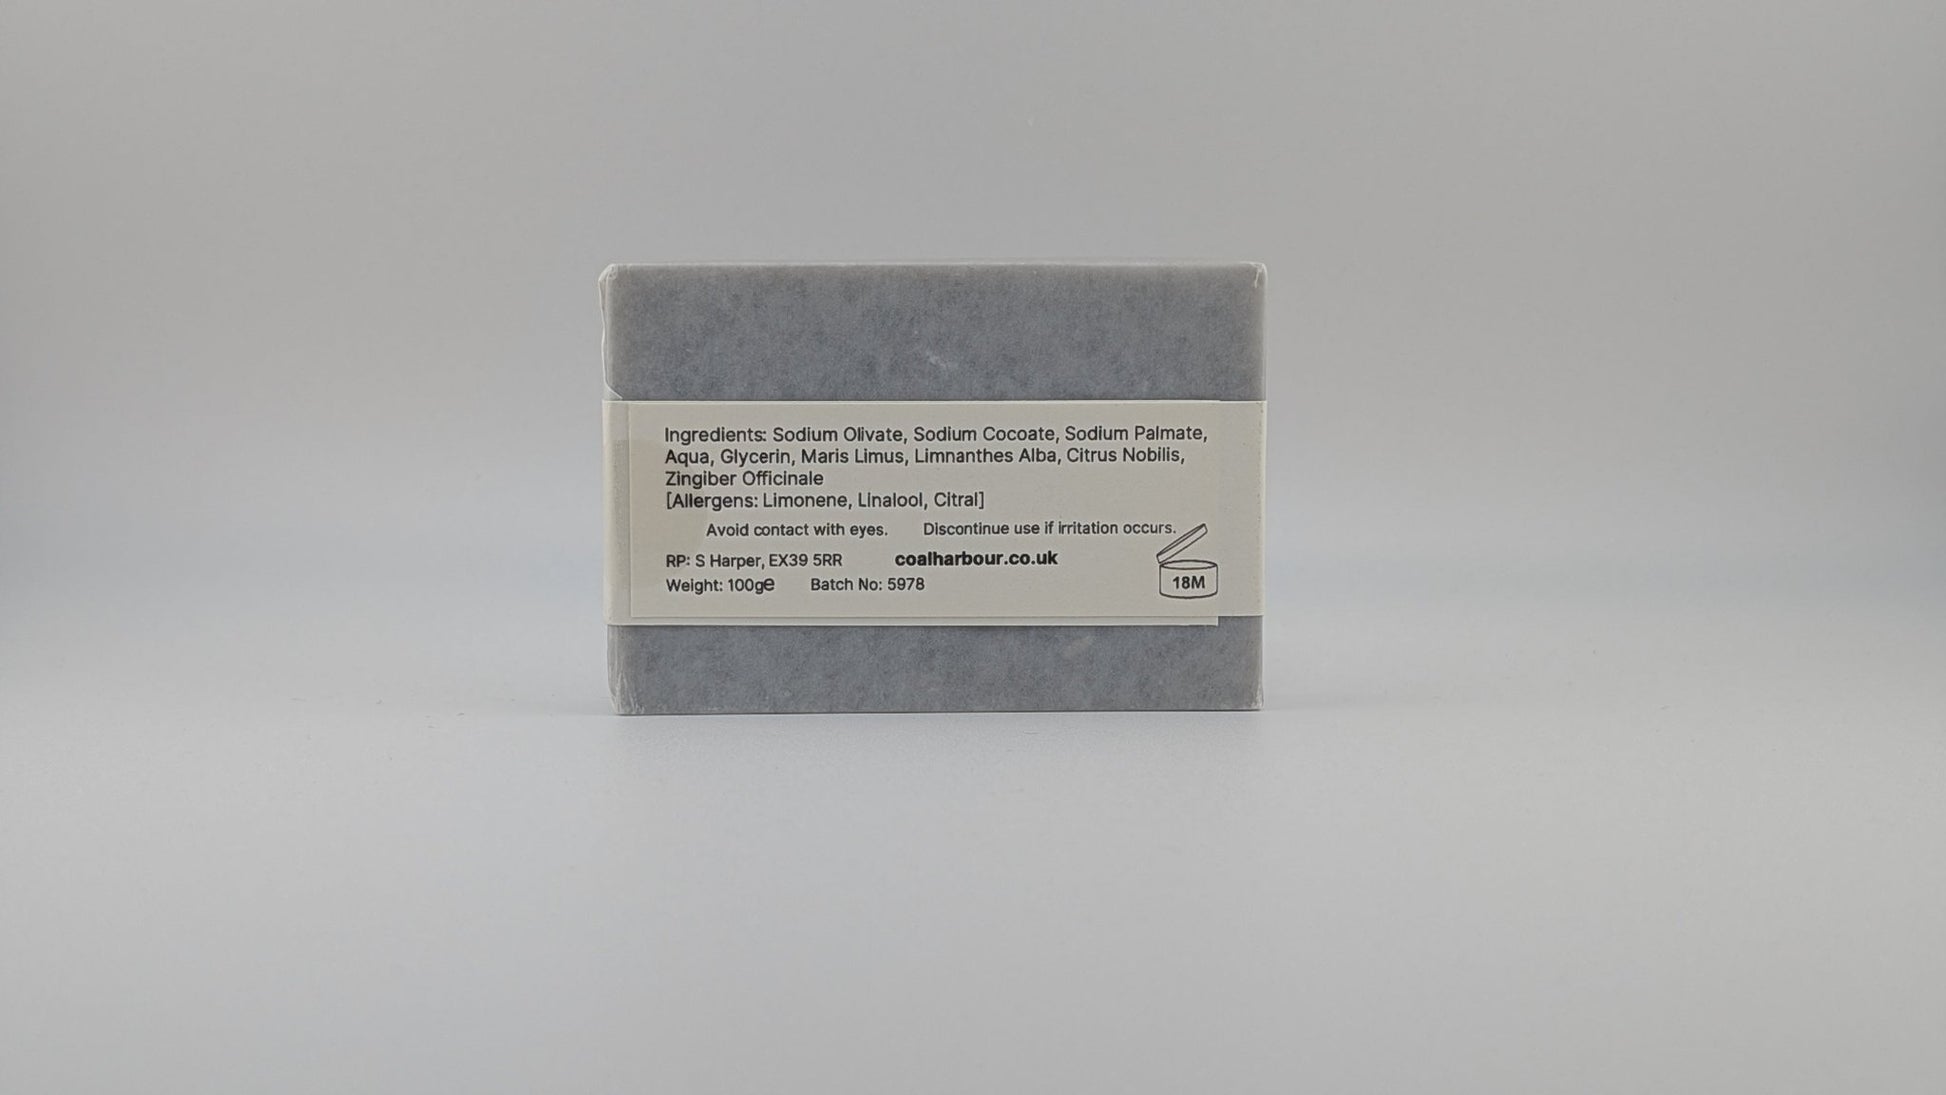 Ingredients: Sodium Olivate, Sodium Cocoate, Sodium Palmate,
Aqua, Glycerin, Maris Limus, Limnanthes Alba, Citrus Nobilis,
Zingiber Officinale
[Allergens: Limonene, Linalool, Citral]
Avoid contact with eyes. Discontinue use if irritation occurs.
RP: S Harper, EX39 5RR coalharbour.co.uk
Weight: 100g℮ Batch No: 5978
18M